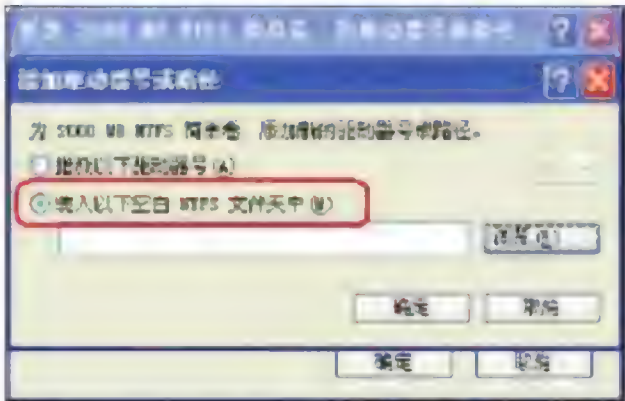 添加驱动器号或路径
为 5000 MB NTFS 简单卷 添加新的驱动器号或路径。
指派以下驱动器号(A)
装入以下空白 NTFS 文件夹中(M)
浏览(R)
确定 取消
确定 取消